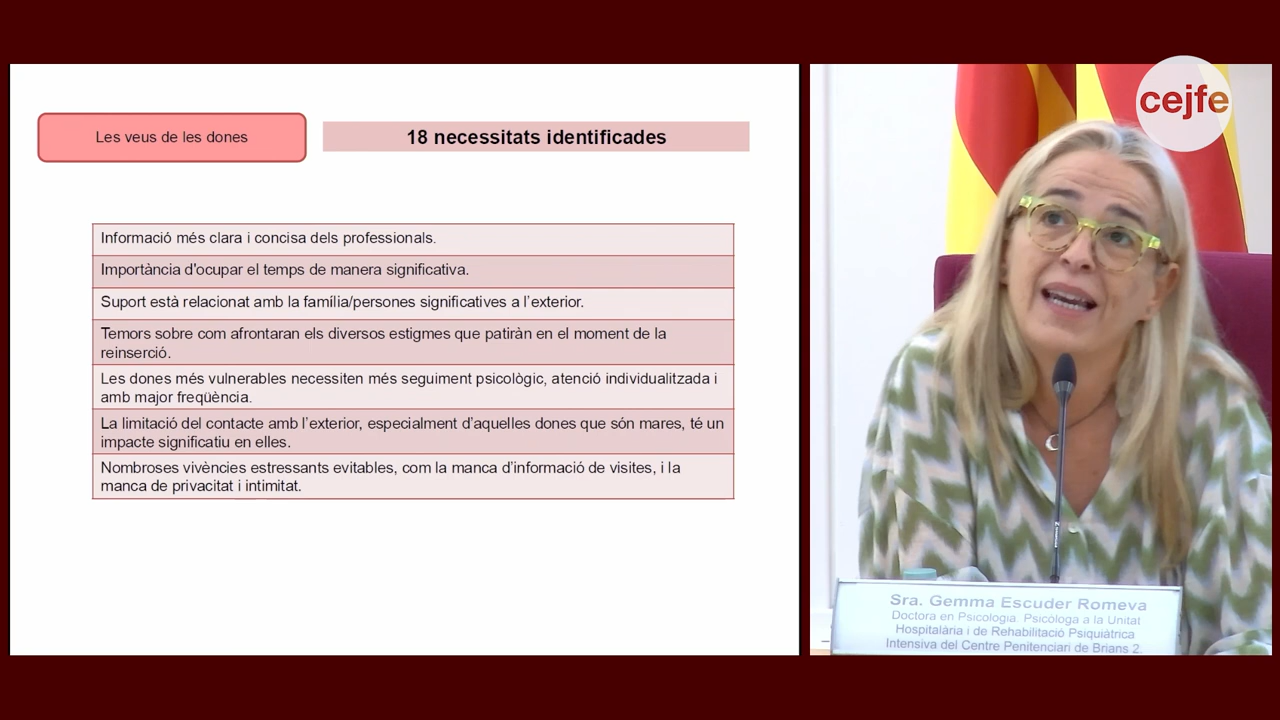 Les veus de les dones
18 necessitats identificades
Informació més clara i concisa dels professionals.
Importància d'ocupar el temps de manera significativa.
Suport està relacionat amb la família/persones significatives a l’exterior.
Temors sobre com afrontaran els diversos estigmes que patiràn en el moment de la
reinserció.
Les dones més vulnerables necessiten més seguiment psicològic, atenció individualitzada i
amb major freqüència.
La limitació del contacte amb l’exterior, especialment d’aquelles dones que són mares, té un
impacte significatiu en elles.
Nombroses vivències estressants evitables, com la manca d’informació de visites, i la
manca de privacitat i intimitat.
cejfe
Sra. Gemma Escuder Romeva
Doctora en Psicologia. Psicòloga a la Unitat
Hospitalària i de Rehabilitació Psiquiàtrica
Intensiva del Centre Penitenciari de Brians 2.